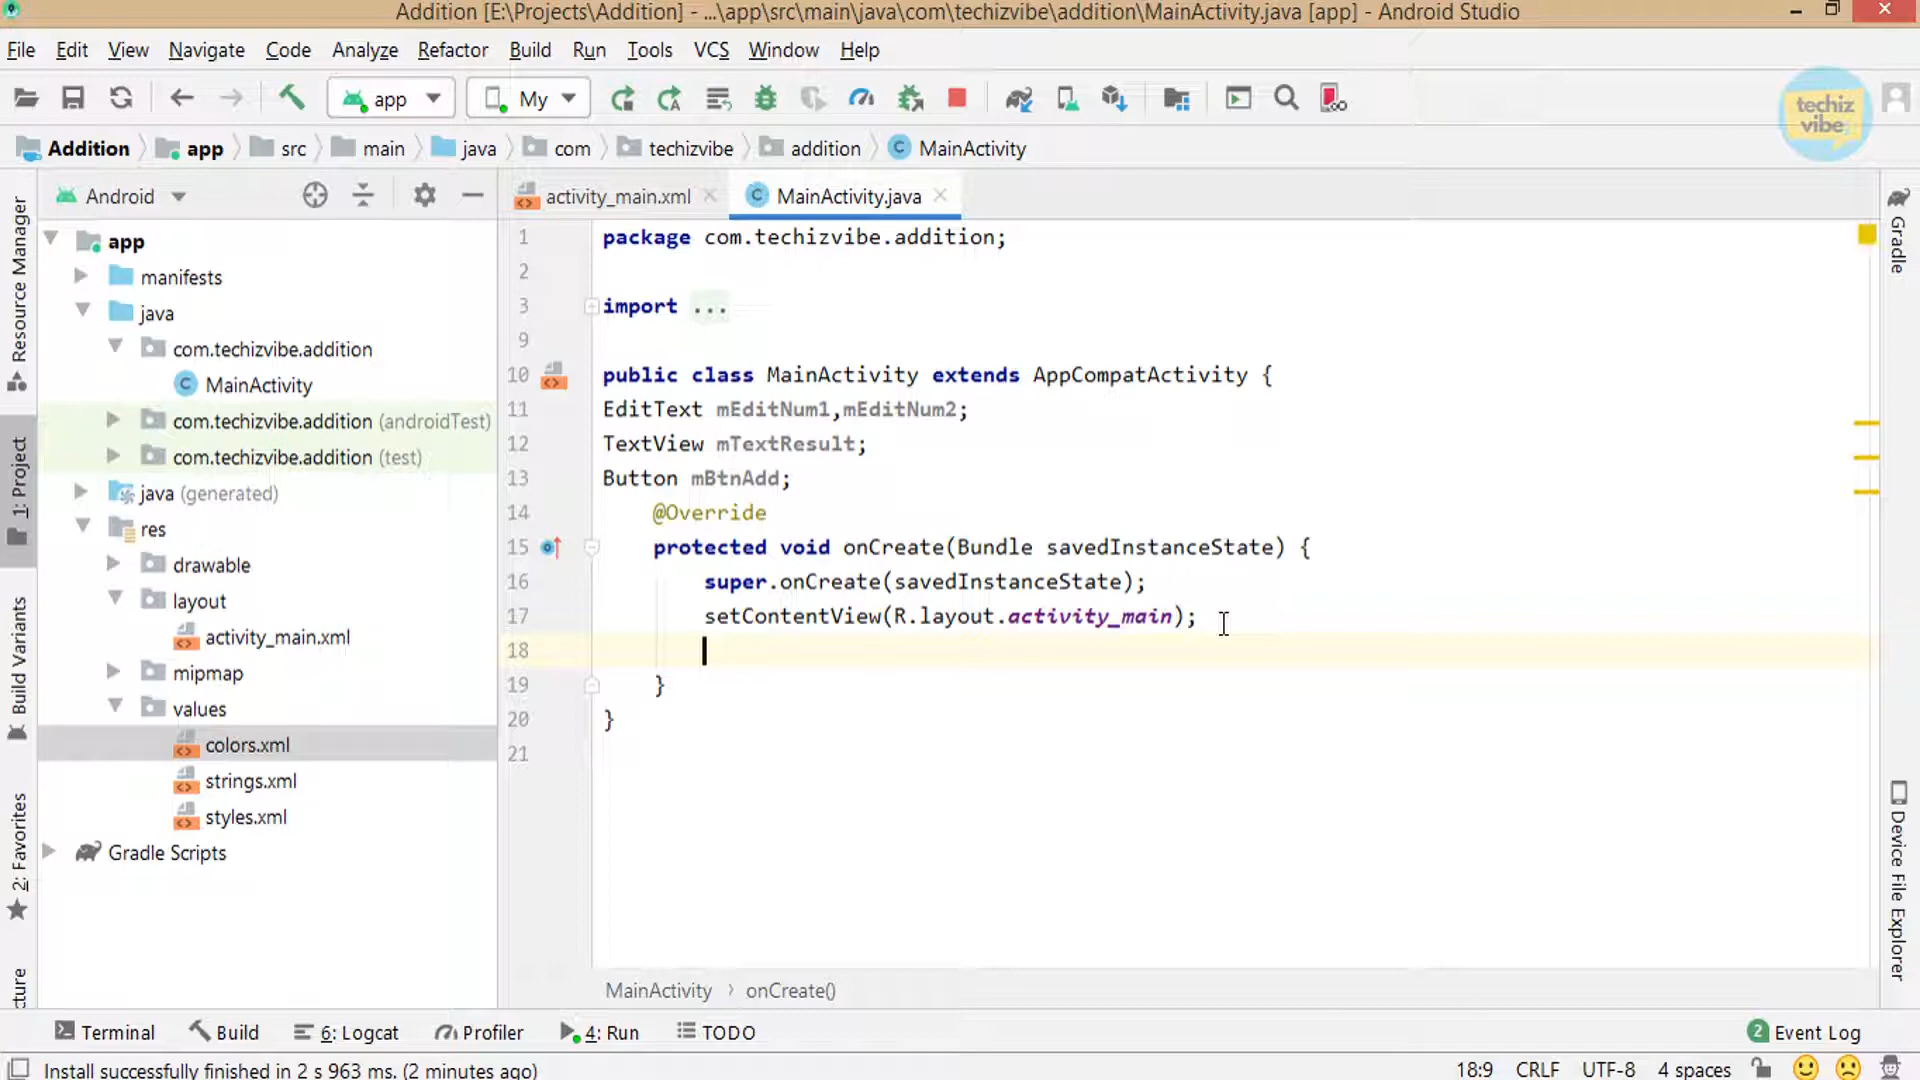 Addition [E:\Projects\Addition] - ...\app\src\main\java\com\techizvibe\addition\MainActivity.java [app] - Android Studio
File Edit View Navigate Code Analyze Refactor Build Run Tools VCS Window Help
app My
techiz
vibe
Addition app src main java com techizvibe addition MainActivity
Android
activity_main.xml
MainActivity.java
Resource Manager
1: Project
Build Variants
2: Favorites
cture
app
manifests
java
com.techizvibe.addition
MainActivity
com.techizvibe.addition (androidTest)
com.techizvibe.addition (test)
java (generated)
res
drawable
layout
activity_main.xml
mipmap
values
colors.xml
strings.xml
styles.xml
Gradle Scripts
1 package com.techizvibe.addition;
2
3 import ...
9
10 public class MainActivity extends AppCompatActivity {
11 EditText mEditNum1,mEditNum2;
12 TextView mTextResult;
13 Button mBtnAdd;
14 @Override
15 protected void onCreate(Bundle savedInstanceState) {
16 super.onCreate(savedInstanceState);
17 setContentView(R.layout.activity_main);
18
19 }
20 }
21
Gradle
Device File Explorer
MainActivity › onCreate()
Terminal Build 6: Logcat Profiler 4: Run TODO 2 Event Log
Install successfully finished in 2 s 963 ms. (2 minutes ago) 18:9 CRLF UTF-8 4 spaces